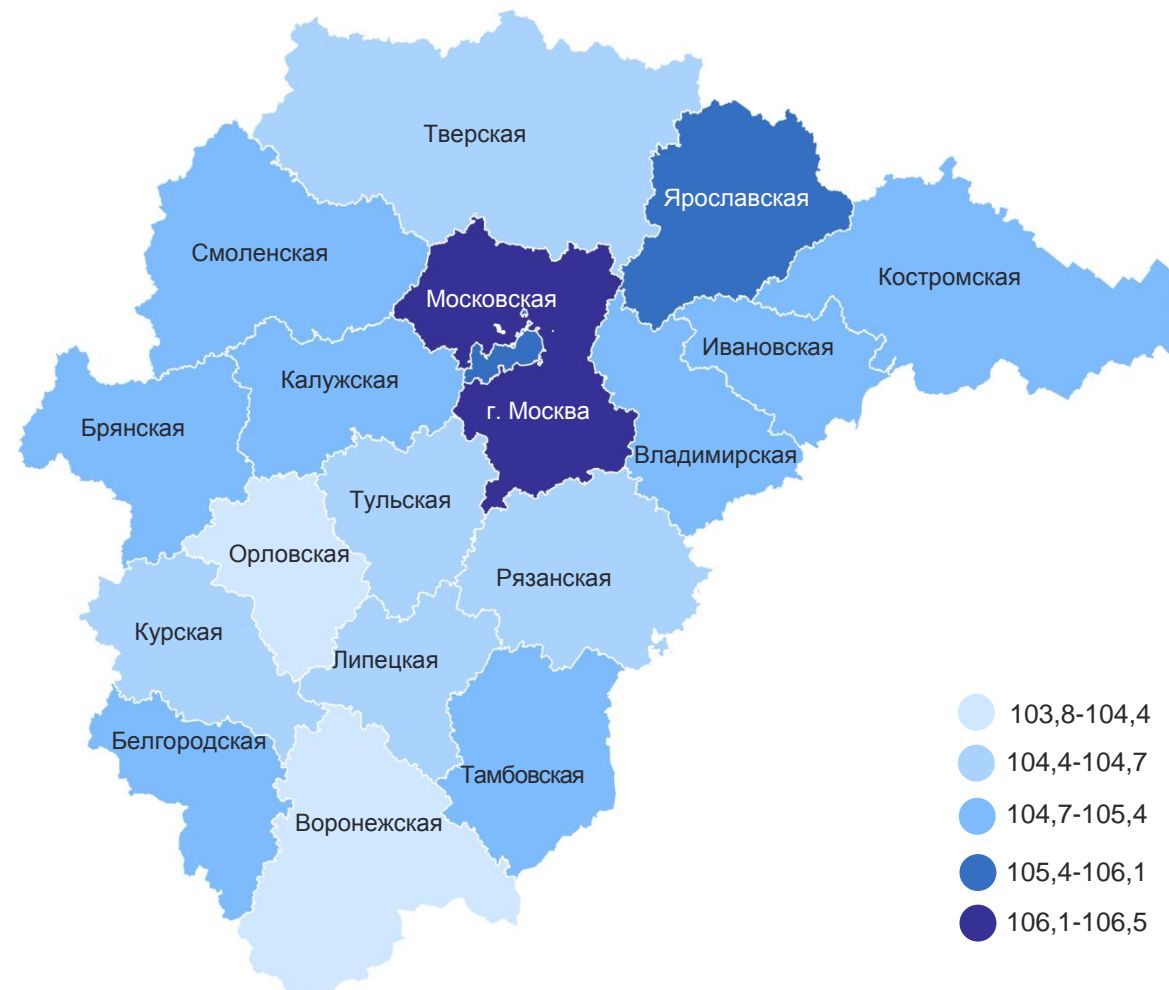 Тверская
Ярославская
Смоленская
Костромская
Московская
Ивановская
Калужская
г. Москва
Брянская
Владимирская
Тульская
Орловская
Рязанская
Курская
Липецкая
Белгородская
Тамбовская
Воронежская
103,8-104,4
104,4-104,7
104,7-105,4
105,4-106,1
106,1-106,5